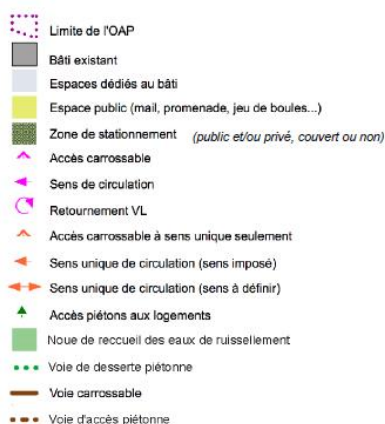 Limite de l'OAP
Bâti existant
Espaces dédiés au bâti
Espace public (mail, promenade, jeu de boules...)
Zone de stationnement (public et/ou privé, couvert ou non)
Accès carrossable
Sens de circulation
Retournement VL
Accès carrossable à sens unique seulement
Sens unique de circulation (sens imposé)
Sens unique de circulation (sens à définir)
Accès piétons aux logements
Noue de reccueil des eaux de ruissellement
Voie de desserte piétonne
Voie carrossable
Voie d'accès piétonne